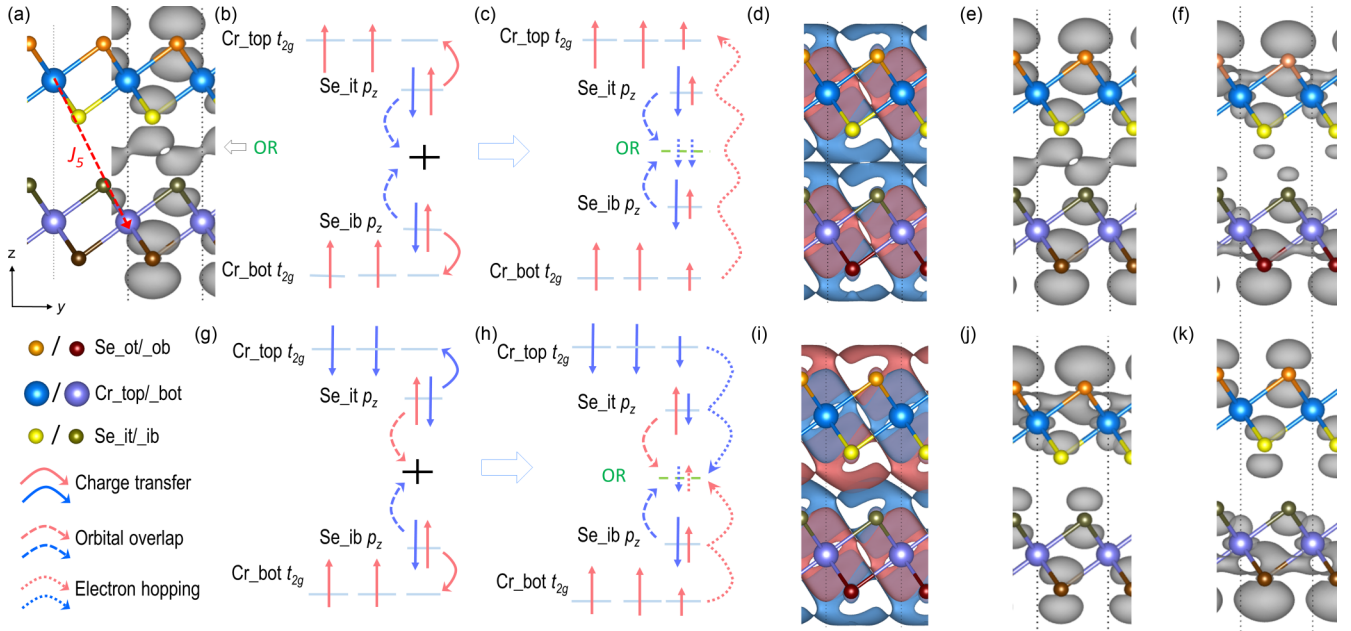 (a)
J5
OR
z
y
Se_ot/_ob
Cr_top/_bot
Se_it/_ib
Charge transfer
Orbital overlap
Electron hopping
(b)
Cr_top t2g
Se_it pz
Se_ib pz
Cr_bot t2g
(c)
Cr_top t2g
Se_it pz
OR
Se_ib pz
Cr_bot t2g
(d)
(e)
(f)
(g)
Cr_top t2g
Se_it pz
Se_ib pz
Cr_bot t2g
(h)
Cr_top t2g
Se_it pz
OR
Se_ib pz
Cr_bot t2g
(i)
(j)
(k)